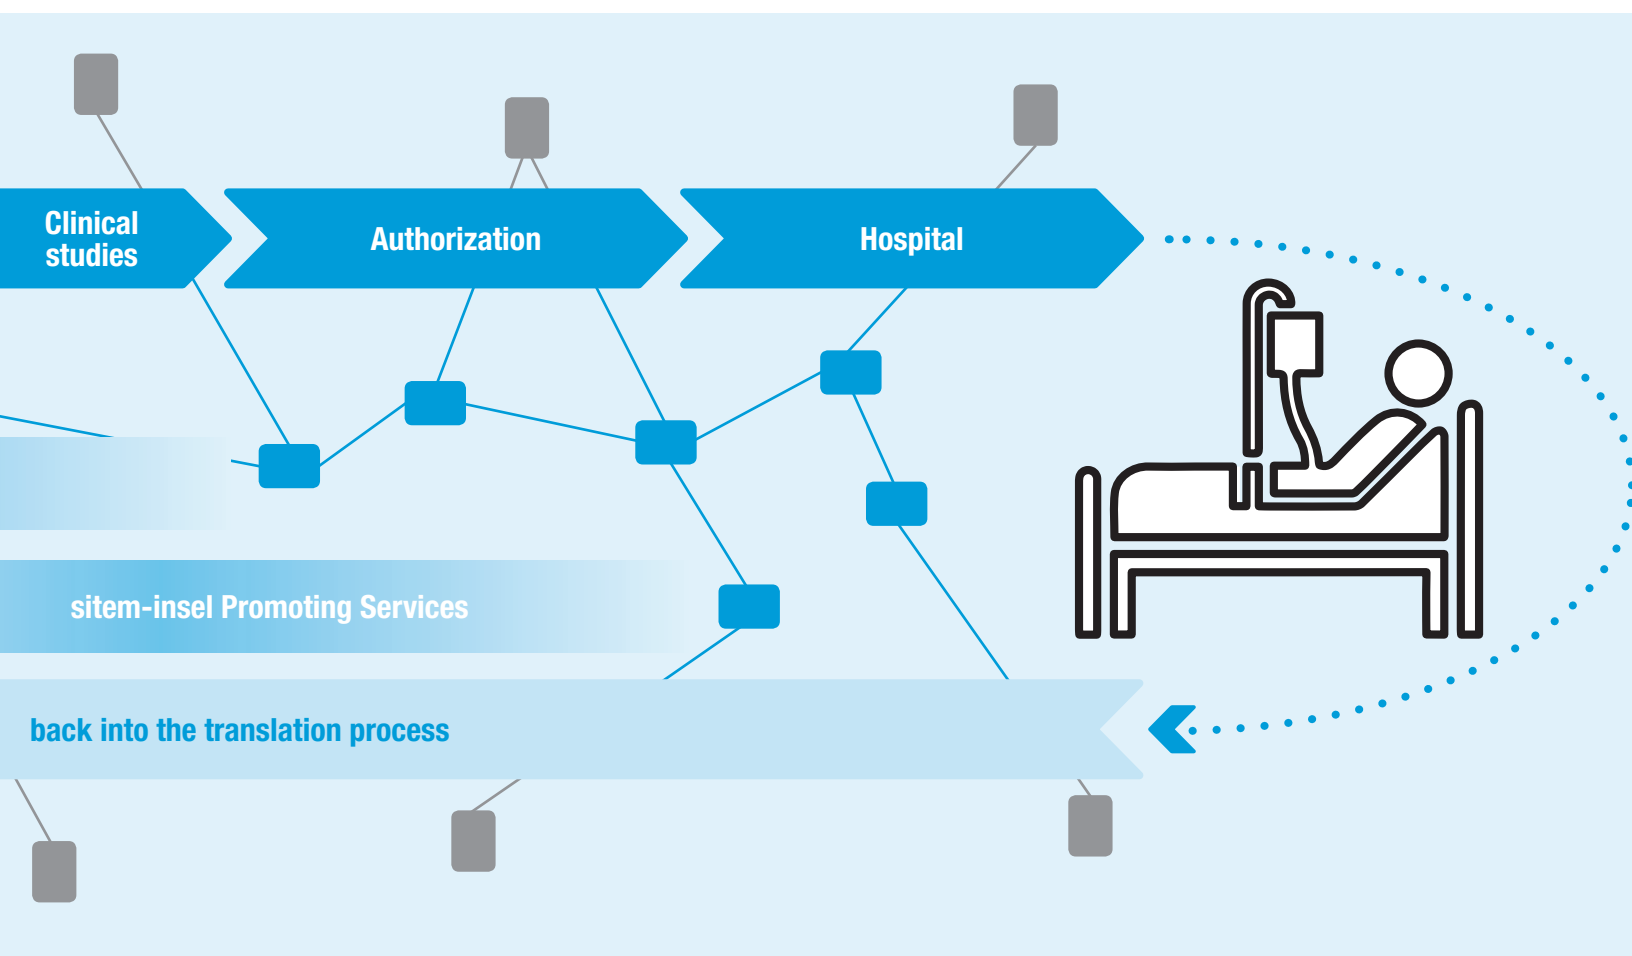 Clinical
studies
Authorization
Hospital
sitem-insel Promoting Services
back into the translation process